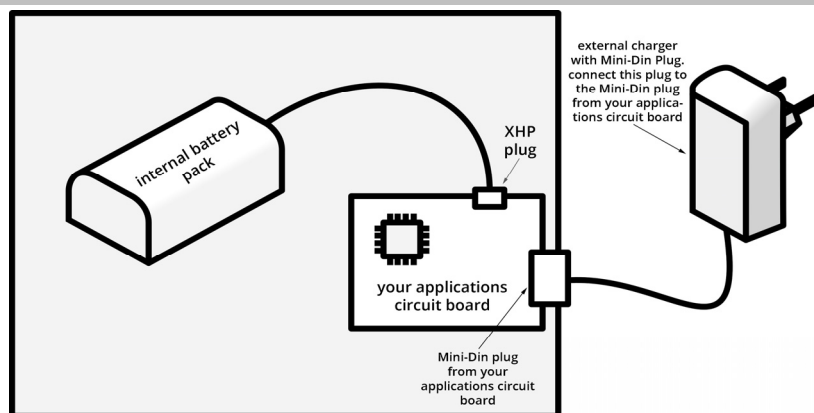 external charger
with Mini-Din Plug.
connect this plug to
the Mini-Din plug
from your applica-
tions circuit board
XHP
plug
internal battery
pack
your applications
circuit board
Mini-Din plug
from your
applications circuit
board